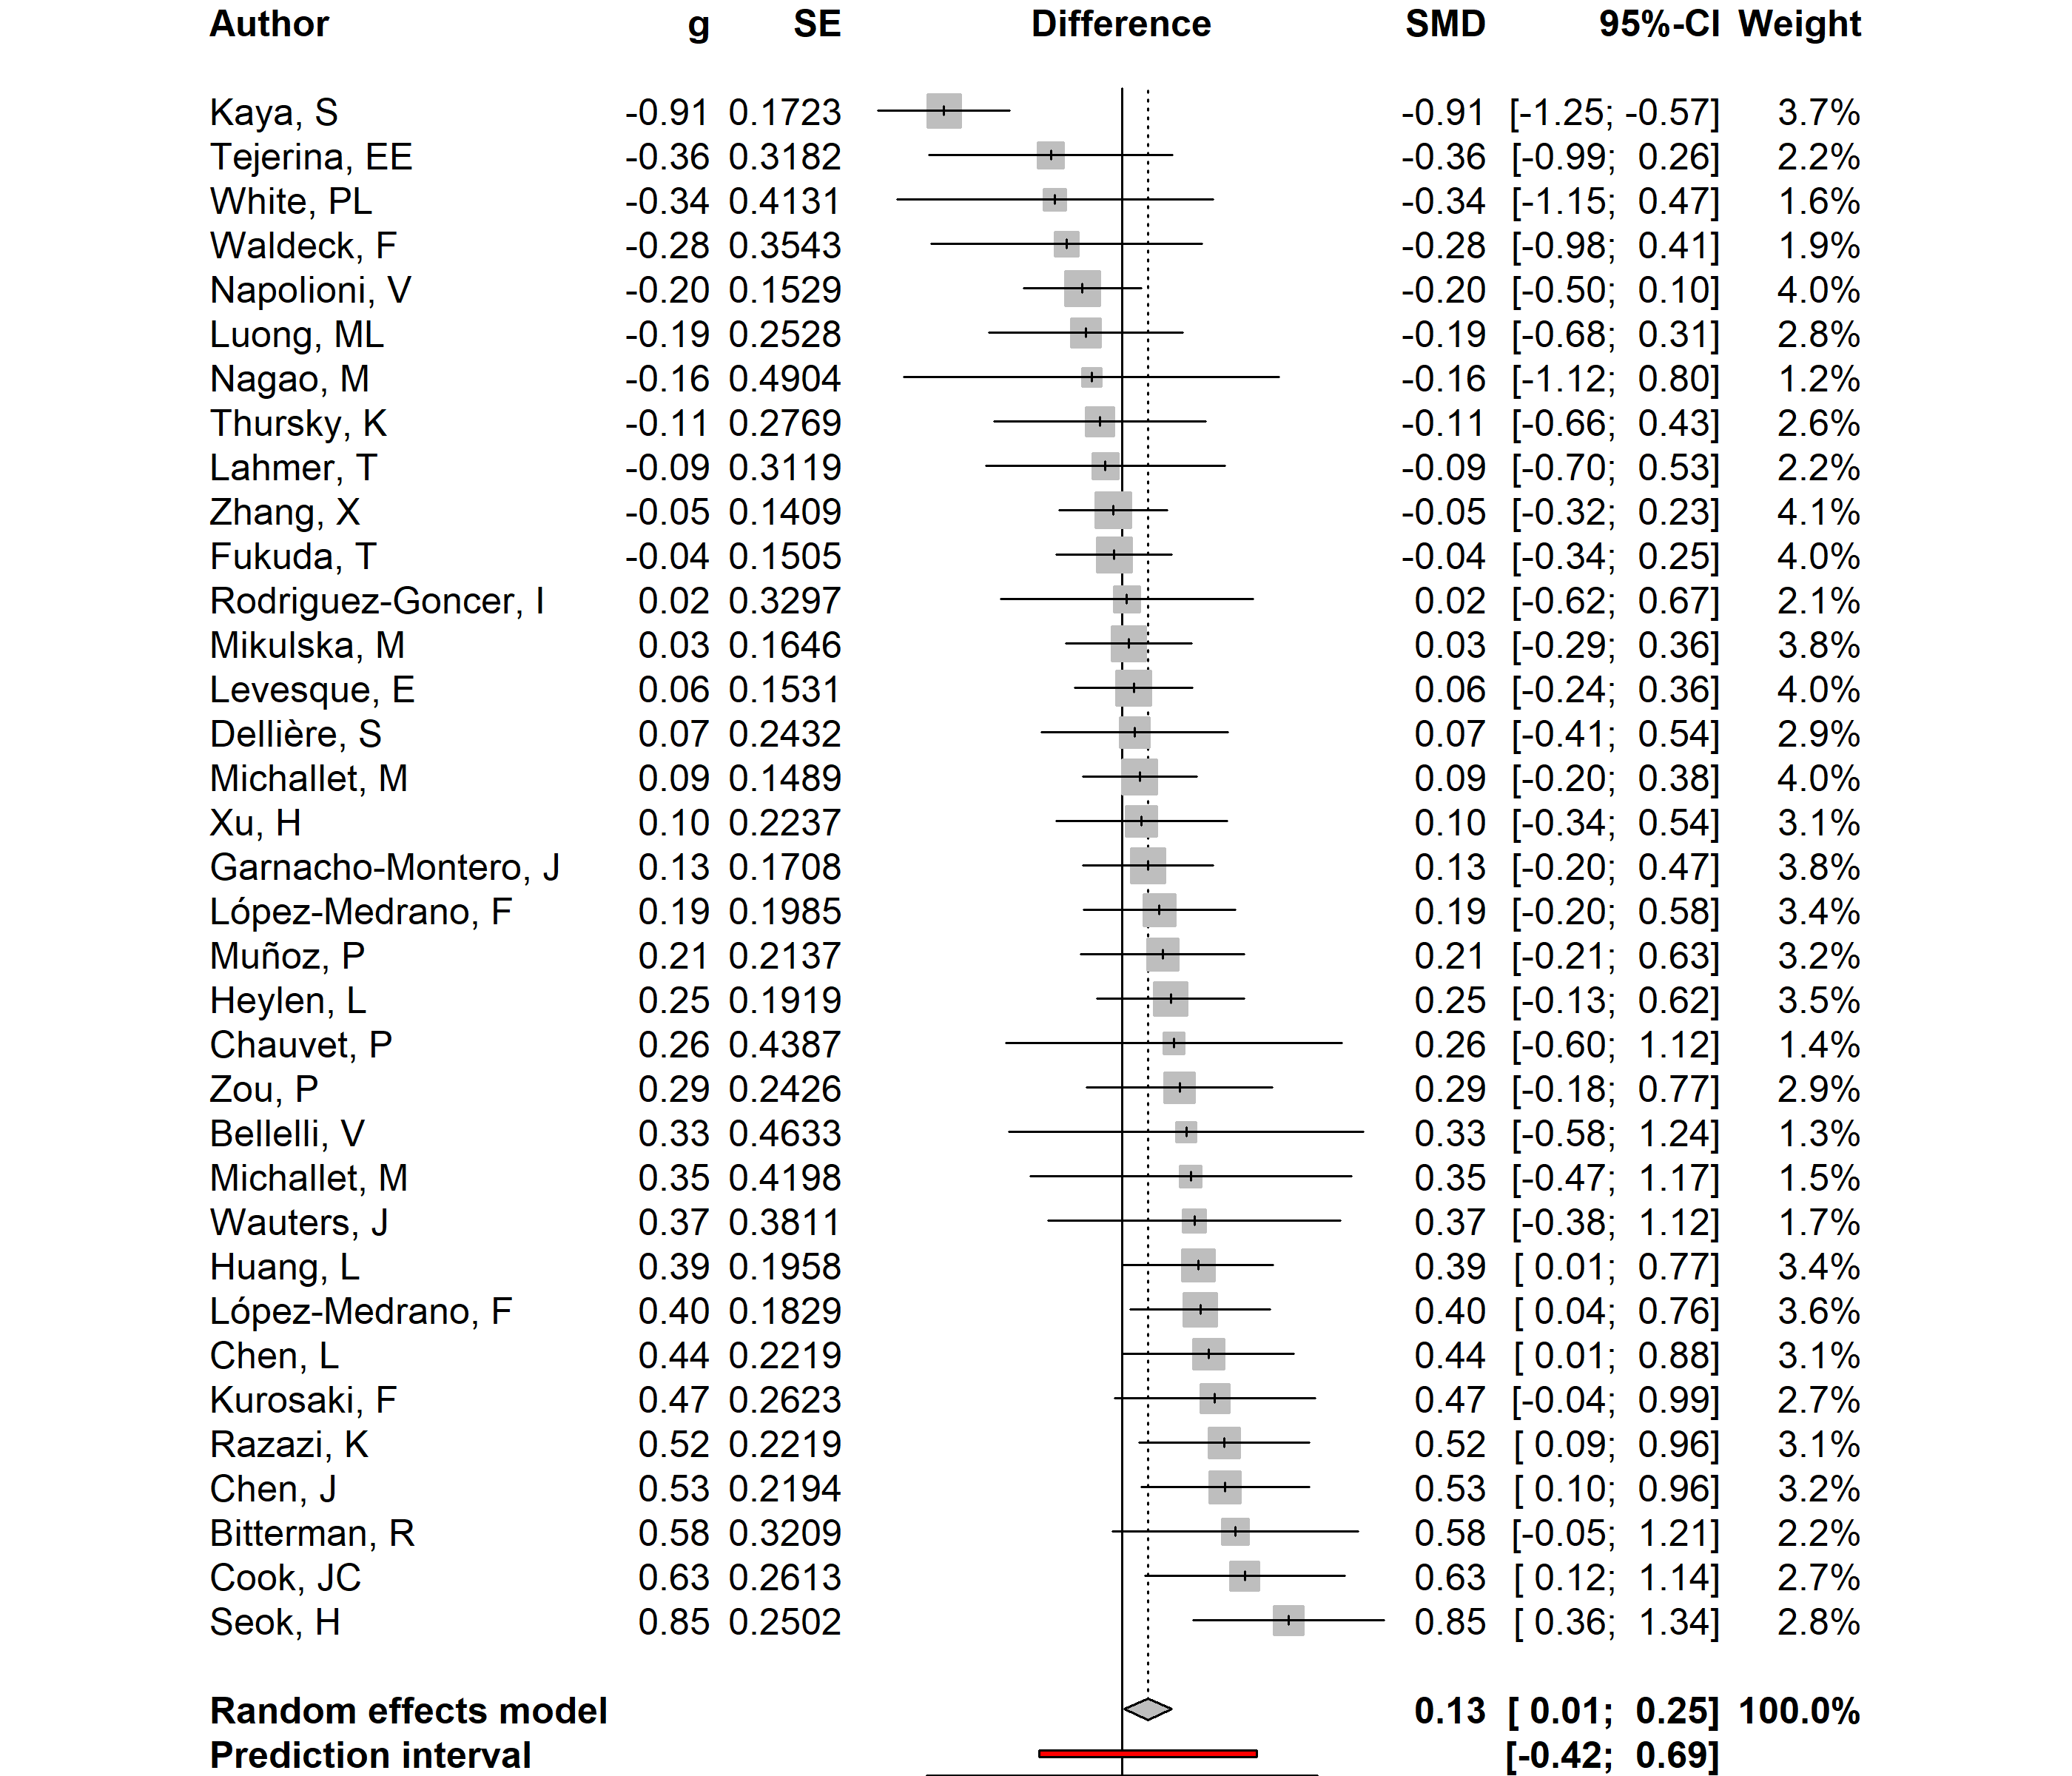 Author g SE Difference SMD 95%-CI Weight
Kaya, S -0.91 0.1723 -0.91 [-1.25; -0.57] 3.7%
Tejerina, EE -0.36 0.3182 -0.36 [-0.99; 0.26] 2.2%
White, PL -0.34 0.4131 -0.34 [-1.15; 0.47] 1.6%
Waldeck, F -0.28 0.3543 -0.28 [-0.98; 0.41] 1.9%
Napolioni, V -0.20 0.1529 -0.20 [-0.50; 0.10] 4.0%
Luong, ML -0.19 0.2528 -0.19 [-0.68; 0.31] 2.8%
Nagao, M -0.16 0.4904 -0.16 [-1.12; 0.80] 1.2%
Thursky, K -0.11 0.2769 -0.11 [-0.66; 0.43] 2.6%
Lahmer, T -0.09 0.3119 -0.09 [-0.70; 0.53] 2.2%
Zhang, X -0.05 0.1409 -0.05 [-0.32; 0.23] 4.1%
Fukuda, T -0.04 0.1505 -0.04 [-0.34; 0.25] 4.0%
Rodriguez-Goncer, I 0.02 0.3297 0.02 [-0.62; 0.67] 2.1%
Mikulska, M 0.03 0.1646 0.03 [-0.29; 0.36] 3.8%
Levesque, E 0.06 0.1531 0.06 [-0.24; 0.36] 4.0%
Dellière, S 0.07 0.2432 0.07 [-0.41; 0.54] 2.9%
Michallet, M 0.09 0.1489 0.09 [-0.20; 0.38] 4.0%
Xu, H 0.10 0.2237 0.10 [-0.34; 0.54] 3.1%
Garnacho-Montero, J 0.13 0.1708 0.13 [-0.20; 0.47] 3.8%
López-Medrano, F 0.19 0.1985 0.19 [-0.20; 0.58] 3.4%
Muñoz, P 0.21 0.2137 0.21 [-0.21; 0.63] 3.2%
Heylen, L 0.25 0.1919 0.25 [-0.13; 0.62] 3.5%
Chauvet, P 0.26 0.4387 0.26 [-0.60; 1.12] 1.4%
Zou, P 0.29 0.2426 0.29 [-0.18; 0.77] 2.9%
Bellelli, V 0.33 0.4633 0.33 [-0.58; 1.24] 1.3%
Michallet, M 0.35 0.4198 0.35 [-0.47; 1.17] 1.5%
Wauters, J 0.37 0.3811 0.37 [-0.38; 1.12] 1.7%
Huang, L 0.39 0.1958 0.39 [ 0.01; 0.77] 3.4%
López-Medrano, F 0.40 0.1829 0.40 [ 0.04; 0.76] 3.6%
Chen, L 0.44 0.2219 0.44 [ 0.01; 0.88] 3.1%
Kurosaki, F 0.47 0.2623 0.47 [-0.04; 0.99] 2.7%
Razazi, K 0.52 0.2219 0.52 [ 0.09; 0.96] 3.1%
Chen, J 0.53 0.2194 0.53 [ 0.10; 0.96] 3.2%
Bitterman, R 0.58 0.3209 0.58 [-0.05; 1.21] 2.2%
Cook, JC 0.63 0.2613 0.63 [ 0.12; 1.14] 2.7%
Seok, H 0.85 0.2502 0.85 [ 0.36; 1.34] 2.8%
Random effects model 0.13 [ 0.01; 0.25] 100.0%
Prediction interval [-0.42; 0.69]